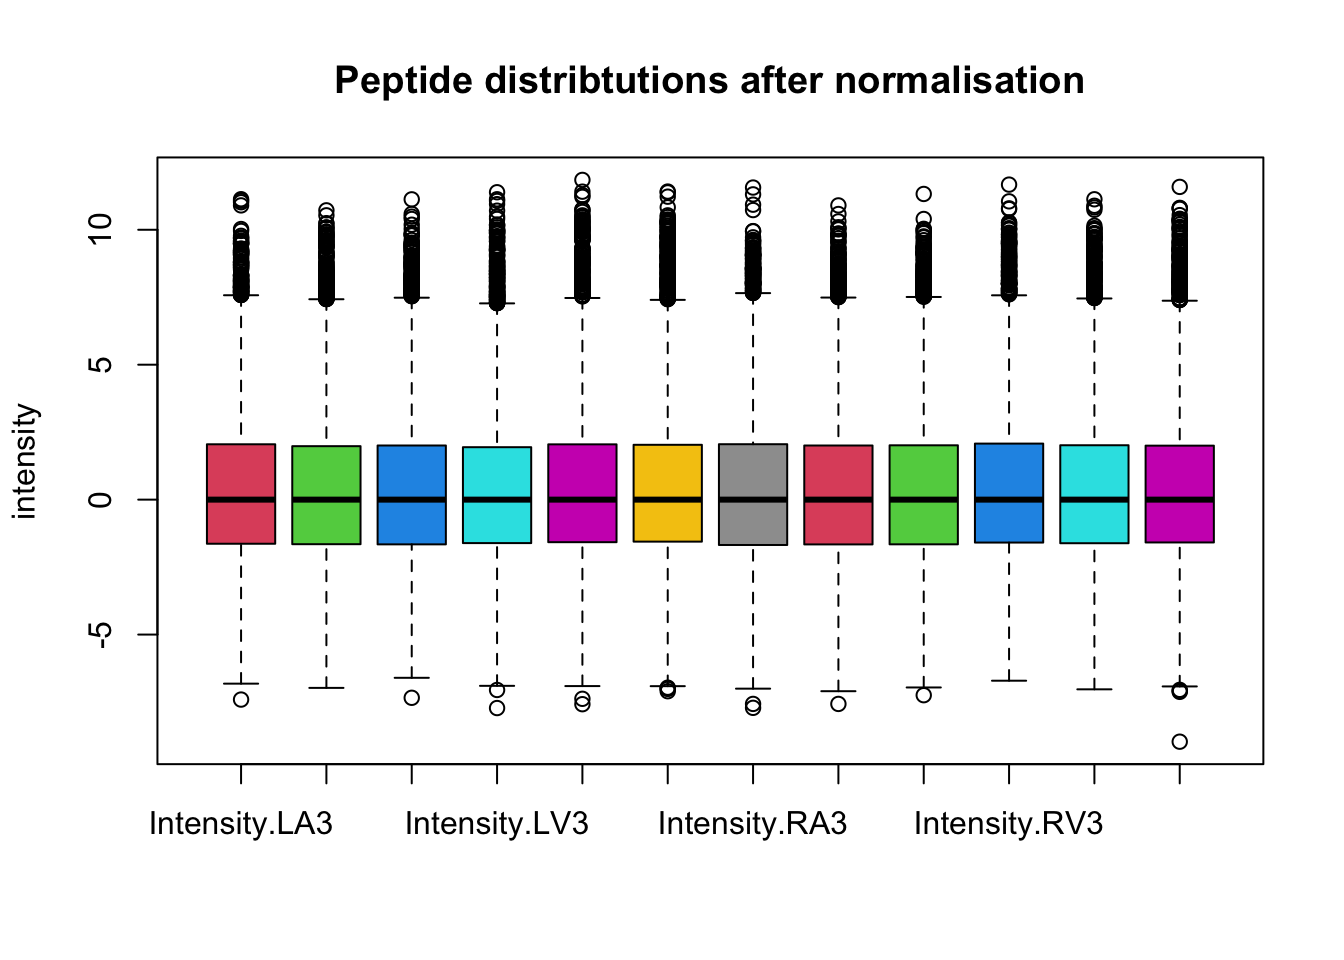 Peptide distribtutions after normalisation
intensity
10
5
0
-5
Intensity.LA3 Intensity.LV3 Intensity.RA3 Intensity.RV3